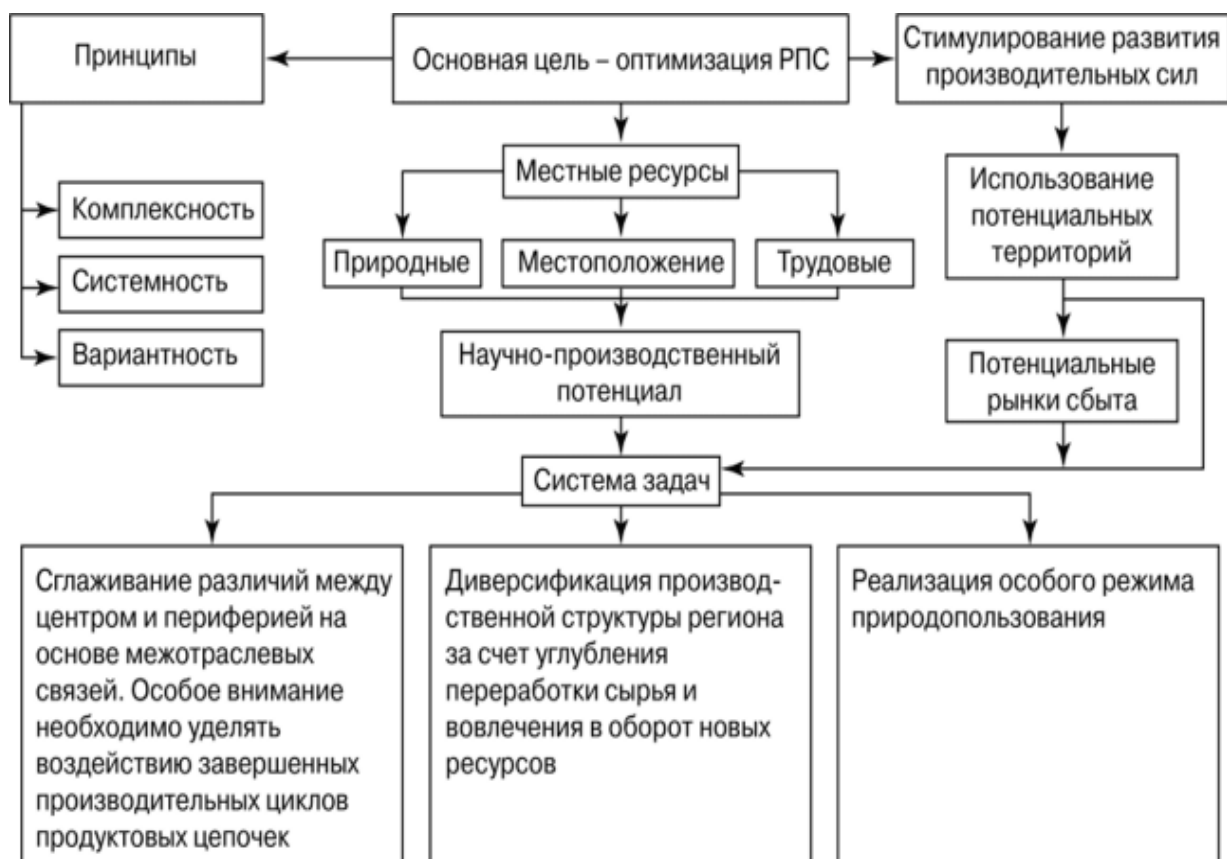 Принципы
Основная цель – оптимизация РПС
Стимулирование развития
производительных сил
Местные ресурсы
Использование
потенциальных
территорий
Комплексность
Системность
Вариантность
Природные
Местоположение
Трудовые
Научно-производственный
потенциал
Потенциальные
рынки сбыта
Система задач
Сглаживание различий между
центром и периферией на
основе межотраслевых
связей. Особое внимание
необходимо уделять
воздействию завершенных
производительных циклов
продуктовых цепочек
Диверсификация производ-
ственной структуры региона
за счет углубления
переработки сырья и
вовлечения в оборот новых
ресурсов
Реализация особого режима
природопользования